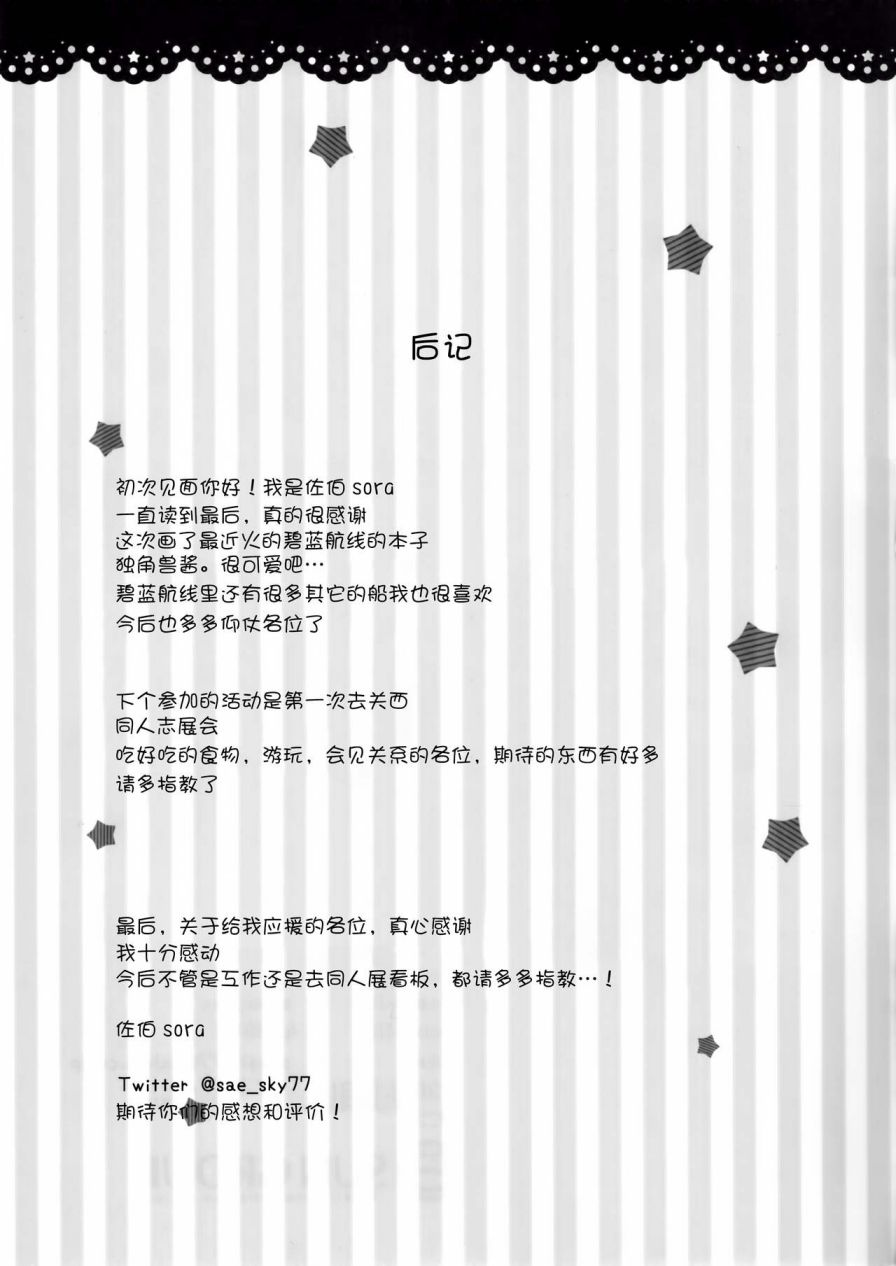 后记
初次见面你好！我是佐伯sora
一直读到最后，真的很感谢
这次画了最近火的碧蓝航线的本子
独角兽酱。很可爱吧…
碧蓝航线里还有很多其它的船我也很喜欢
今后也多多仰仗各位了
下个参加的活动是第一次去关西
同人志展会
吃好吃的食物，游玩，会见关系的各位，期待的东西有好多
请多指教了
最后，关于给我应援的各位，真心感谢
我十分感动
今后不管是互作还是去同人展看板，都请多多指教…！
佐伯sora
Twitter @sae_sky77
期待你们的感想和评价！